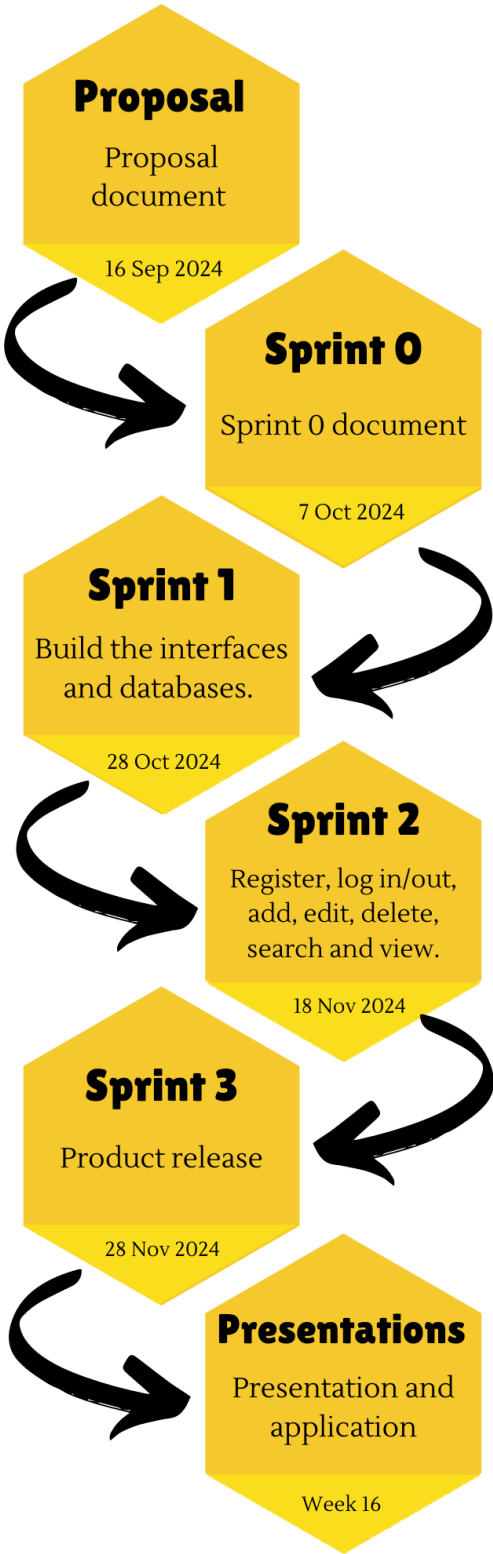 Proposal
Proposal
document
16 Sep 2024
Sprint 0
Sprint 0 document
7 Oct 2024
Sprint 1
Build the interfaces
and databases.
28 Oct 2024
Sprint 2
Register, log in/out,
add, edit, delete,
search and view.
18 Nov 2024
Sprint 3
Product release
28 Nov 2024
Presentations
Presentation and
application
Week 16